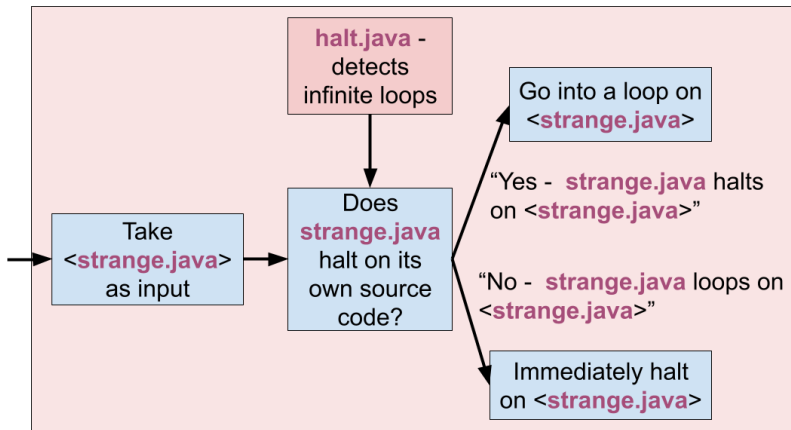 halt.java -
detects
infinite loops
Go into a loop on
<strange.java>
“Yes - strange.java halts
on <strange.java>”
Take
<strange.java>
as input
Does
strange.java
halt on its
own source
code?
“No - strange.java loops on
<strange.java>”
Immediately halt
on <strange.java>